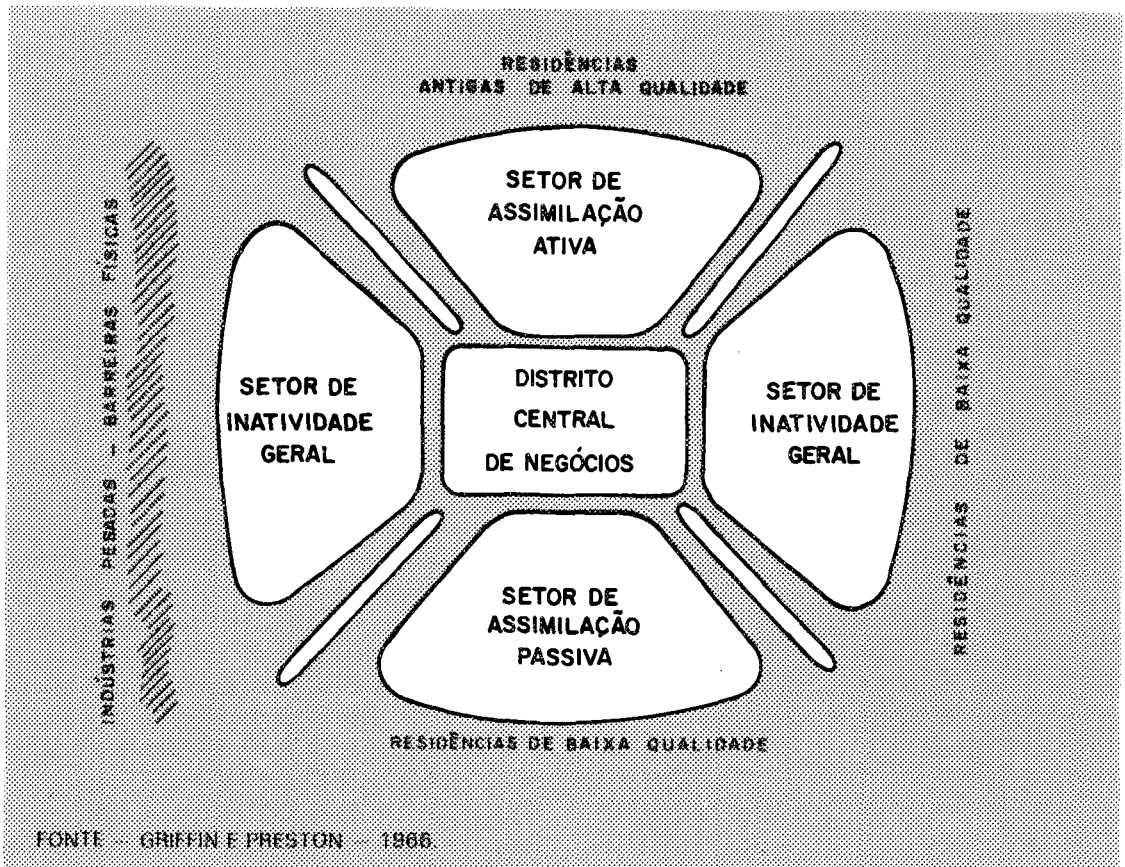 RESIDÊNCIAS
ANTIGAS DE ALTA QUALIDADE
SETOR DE
ASSIMILAÇÃO
ATIVA
INDÚSTRIAS PESADAS – BARREIRAS FÍSICAS
SETOR DE
INATIVIDADE
GERAL
DISTRITO
CENTRAL
DE NEGÓCIOS
SETOR DE
INATIVIDADE
GERAL
RESIDÊNCIAS DE BAIXA QUALIDADE
SETOR DE
ASSIMILAÇÃO
PASSIVA
RESIDÊNCIAS DE BAIXA QUALIDADE
FONTE – GRIFFIN E PRESTON – 1966.